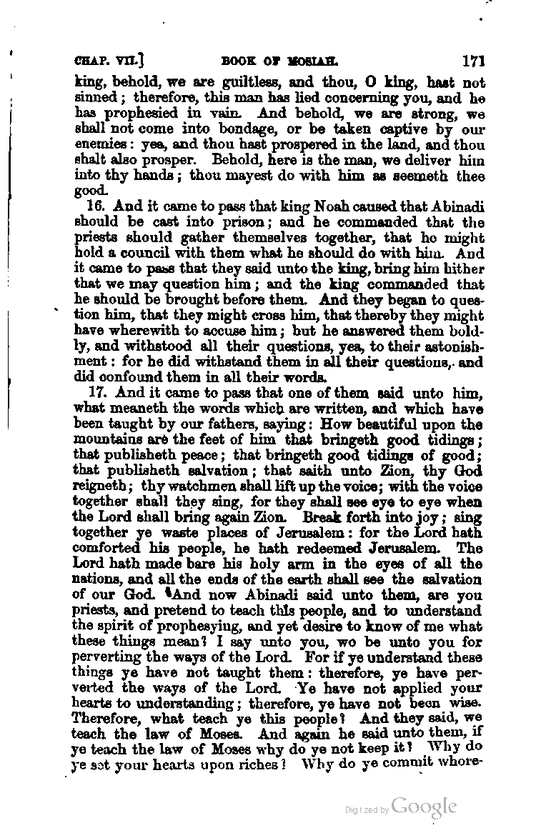 CHAP. VII.] BOOK OF MOSIAH. 171
king, behold, we are guiltless, and thou, O king, hast not
sinned; therefore, this man has lied concerning you, and he
has prophesied in vain. And behold, we are strong, we
shall not come into bondage, or be taken captive by our
enemies: yea, and thou hast prospered in the land, and thou
shalt also prosper. Behold, here is the man, we deliver him
into thy hands; thou mayest do with him as seemeth thee
good.
16. And it came to pass that king Noah caused that Abinadi
should be cast into prison; and he commanded that the
priests should gather themselves together, that he might
hold a council with them what he should do with him. And
it came to pass that they said unto the king, bring him hither
that we may question him; and the king commanded that
he should be brought before them. And they began to ques-
tion him, that they might cross him, that thereby they might
have wherewith to accuse him; but he answered them bold-
ly, and withstood all their questions, yea, to their astonish-
ment: for he did withstand them in all their questions, and
did confound them in all their words.
17. And it came to pass that one of them said unto him,
what meaneth the words which are written, and which have
been taught by our fathers, saying: How beautiful upon the
mountains are the feet of him that bringeth good tidings;
that publisheth peace; that bringeth good tidings of good;
that publisheth salvation; that saith unto Zion, thy God
reigneth; thy watchmen shall lift up the voice; with the voice
together shall they sing, for they shall see eye to eye when
the Lord shall bring again Zion. Break forth into joy; sing
together ye waste places of Jerusalem: for the Lord hath
comforted his people, he hath redeemed Jerusalem. The
Lord hath made bare his holy arm in the eyes of all the
nations, and all the ends of the earth shall see the salvation
of our God. And now Abinadi said unto them, are you
priests, and pretend to teach this people, and to understand
the spirit of prophesying, and yet desire to know of me what
these things mean? I say unto you, wo be unto you for
perverting the ways of the Lord. For if ye understand these
things ye have not taught them: therefore, ye have per-
verted the ways of the Lord. Ye have not applied your
hearts to understanding; therefore, ye have not been wise.
Therefore, what teach ye this people? And they said, we
teach the law of Moses. And again he said unto them, if
ye teach the law of Moses why do ye not keep it? Why do
ye set your hearts upon riches? Why do ye commit whore-
Digitized by Google